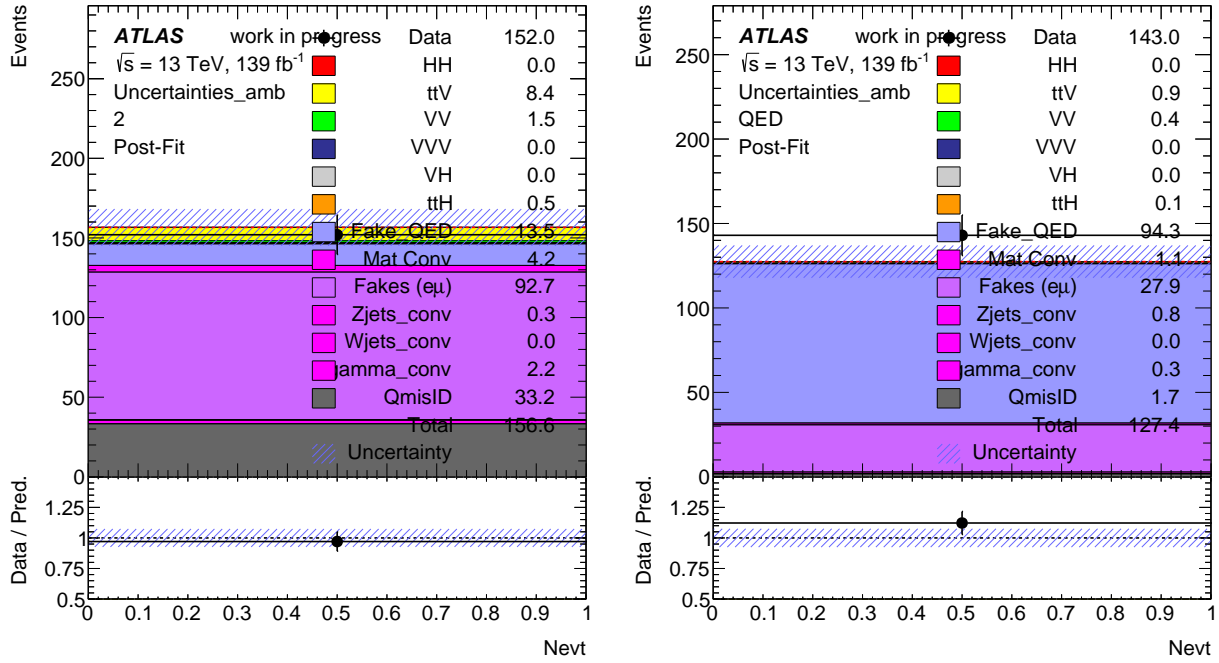 Events
ATLAS work in progress
√s = 13 TeV, 139 fb-1
Uncertainties_amb
2
Post-Fit
Data 152.0
HH 0.0
ttV 8.4
VV 1.5
VVV 0.0
VH 0.0
ttH 0.5
Fake_QED 13.5
Mat Conv 4.2
Fakes (eμ) 92.7
Zjets_conv 0.3
Wjets_conv 0.0
gamma_conv 2.2
QmisID 33.2
Total 156.6
Uncertainty
250
200
150
100
50
0
Data / Pred.
1.25
1
0.75
0.5
0 0.1 0.2 0.3 0.4 0.5 0.6 0.7 0.8 0.9 1
Nevt
Events
ATLAS work in progress
√s = 13 TeV, 139 fb-1
Uncertainties_amb
QED
Post-Fit
Data 143.0
HH 0.0
ttV 0.9
VV 0.4
VVV 0.0
VH 0.0
ttH 0.1
Fake_QED 94.3
Mat Conv 1.1
Fakes (eμ) 27.9
Zjets_conv 0.8
Wjets_conv 0.0
gamma_conv 0.3
QmisID 1.7
Total 127.4
Uncertainty
250
200
150
100
50
0
Data / Pred.
1.25
1
0.75
0.5
0 0.1 0.2 0.3 0.4 0.5 0.6 0.7 0.8 0.9 1
Nevt